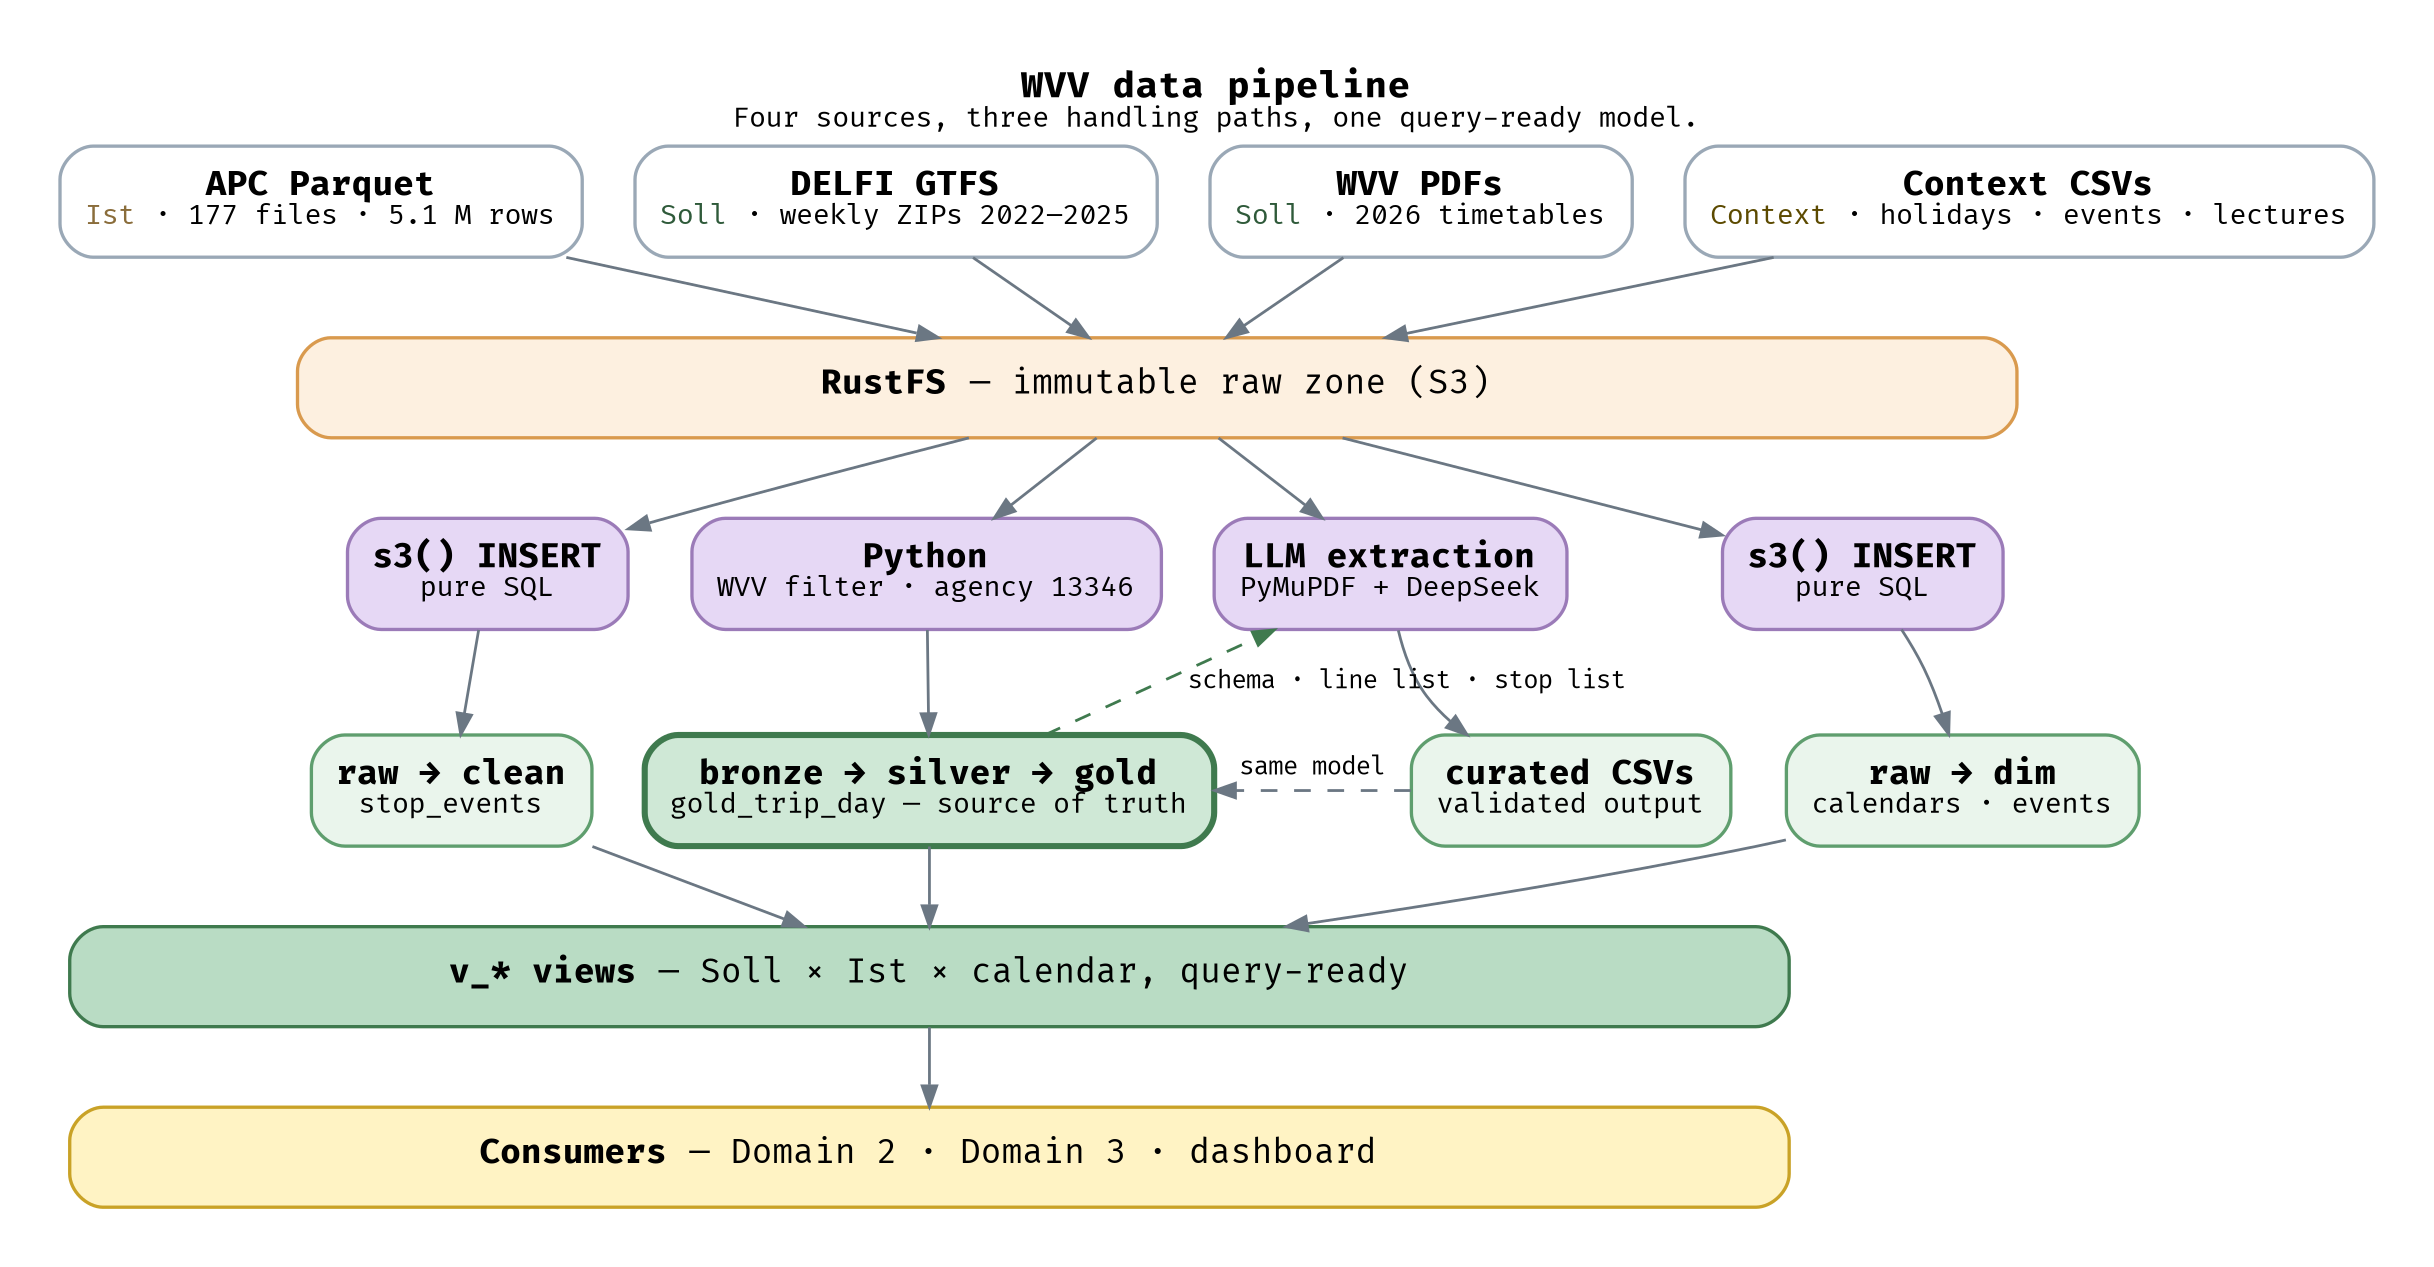 WVV data pipeline
Four sources, three handling paths, one query-ready model.
APC Parquet
Ist · 177 files · 5.1 M rows
DELFI GTFS
Soll · weekly ZIPs 2022–2025
WVV PDFs
Soll · 2026 timetables
Context CSVs
Context · holidays · events · lectures
RustFS — immutable raw zone (S3)
s3() INSERT
pure SQL
Python
WVV filter · agency 13346
LLM extraction
PyMuPDF + DeepSeek
s3() INSERT
pure SQL
schema · line list · stop list
raw → clean
stop_events
bronze → silver → gold
gold_trip_day — source of truth
same model
curated CSVs
validated output
raw → dim
calendars · events
v_* views — Soll × Ist × calendar, query-ready
Consumers — Domain 2 · Domain 3 · dashboard